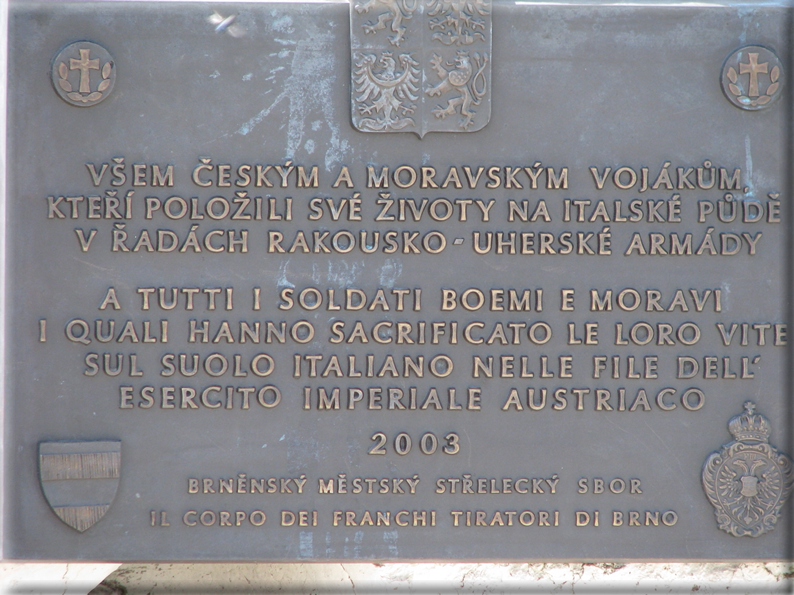 VŠEM ČESKÝM A MORAVSKÝM VOJÁKŮM,
KTEŘÍ POLOŽILI SVÉ ŽIVOTY NA ITALSKÉ PŮDĚ
V ŘADÁCH RAKOUSKO-UHERSKÉ ARMÁDY
A TUTTI I SOLDATI BOEMI E MORAVI
I QUALI HANNO SACRIFICATO LE LORO VITE
SUL SUOLO ITALIANO NELLE FILE DELL'
ESERCITO IMPERIALE AUSTRIACO
2003
BRNĚNSKÝ MĚSTSKÝ STŘELECKÝ SBOR
IL CORPO DEI FRANCHI TIRATORI DI BRNO